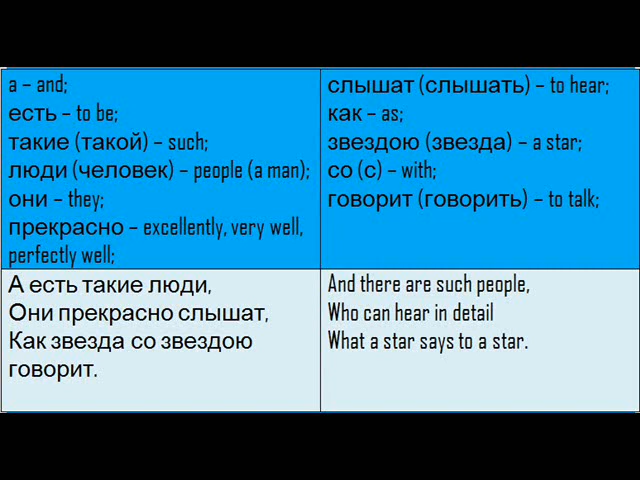 а – and;
есть – to be;
такие (такой) – such;
люди (человек) – people (a man);
они – they;
прекрасно – excellently, very well,
perfectly well;
слышат (слышать) – to hear;
как – as;
звездою (звезда) – a star;
со (с) – with;
говорит (говорить) – to talk;
А есть такие люди,
Они прекрасно слышат,
Как звезда со звездою
говорит.
And there are such people,
Who can hear in detail
What a star says to a star.